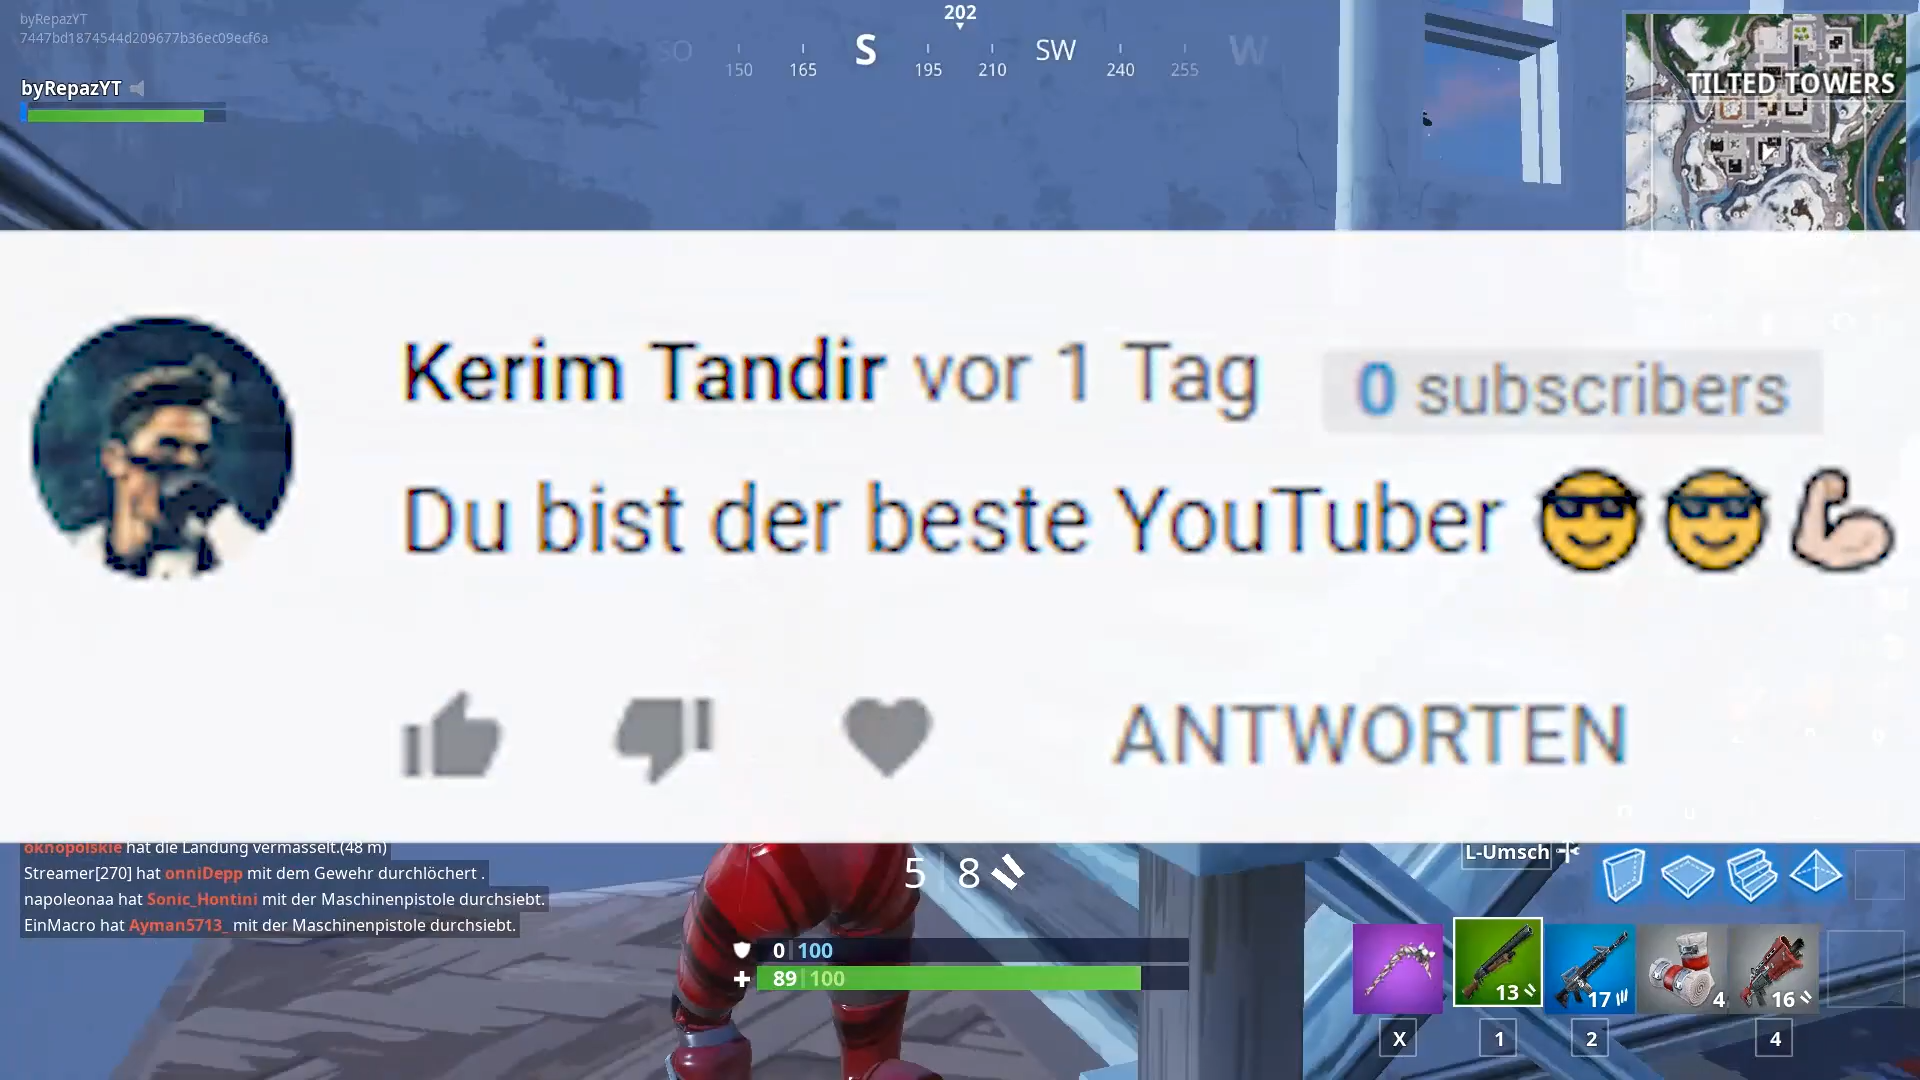 byRepazYT
7447bd1874544d209677b36ec09ecf6a
byRepazYT
202
SO 150 165 S 195 210 SW 240 255 W
TILTED TOWERS
Kerim Tandir vor 1 Tag 0 subscribers
Du bist der beste YouTuber 😎😎💪🏻
ANTWORTEN
oknopolskie hat die Landung vermasselt.(48 m)
Streamer[270] hat onniDepp mit dem Gewehr durchlöchert .
napoleonaa hat Sonic_Hontini mit der Maschinenpistole durchsiebt.
EinMacro hat Ayman5713_ mit der Maschinenpistole durchsiebt.
5 | 8
0 | 100
89 | 100
L-Umsch
13 17 4 16
X 1 2 4